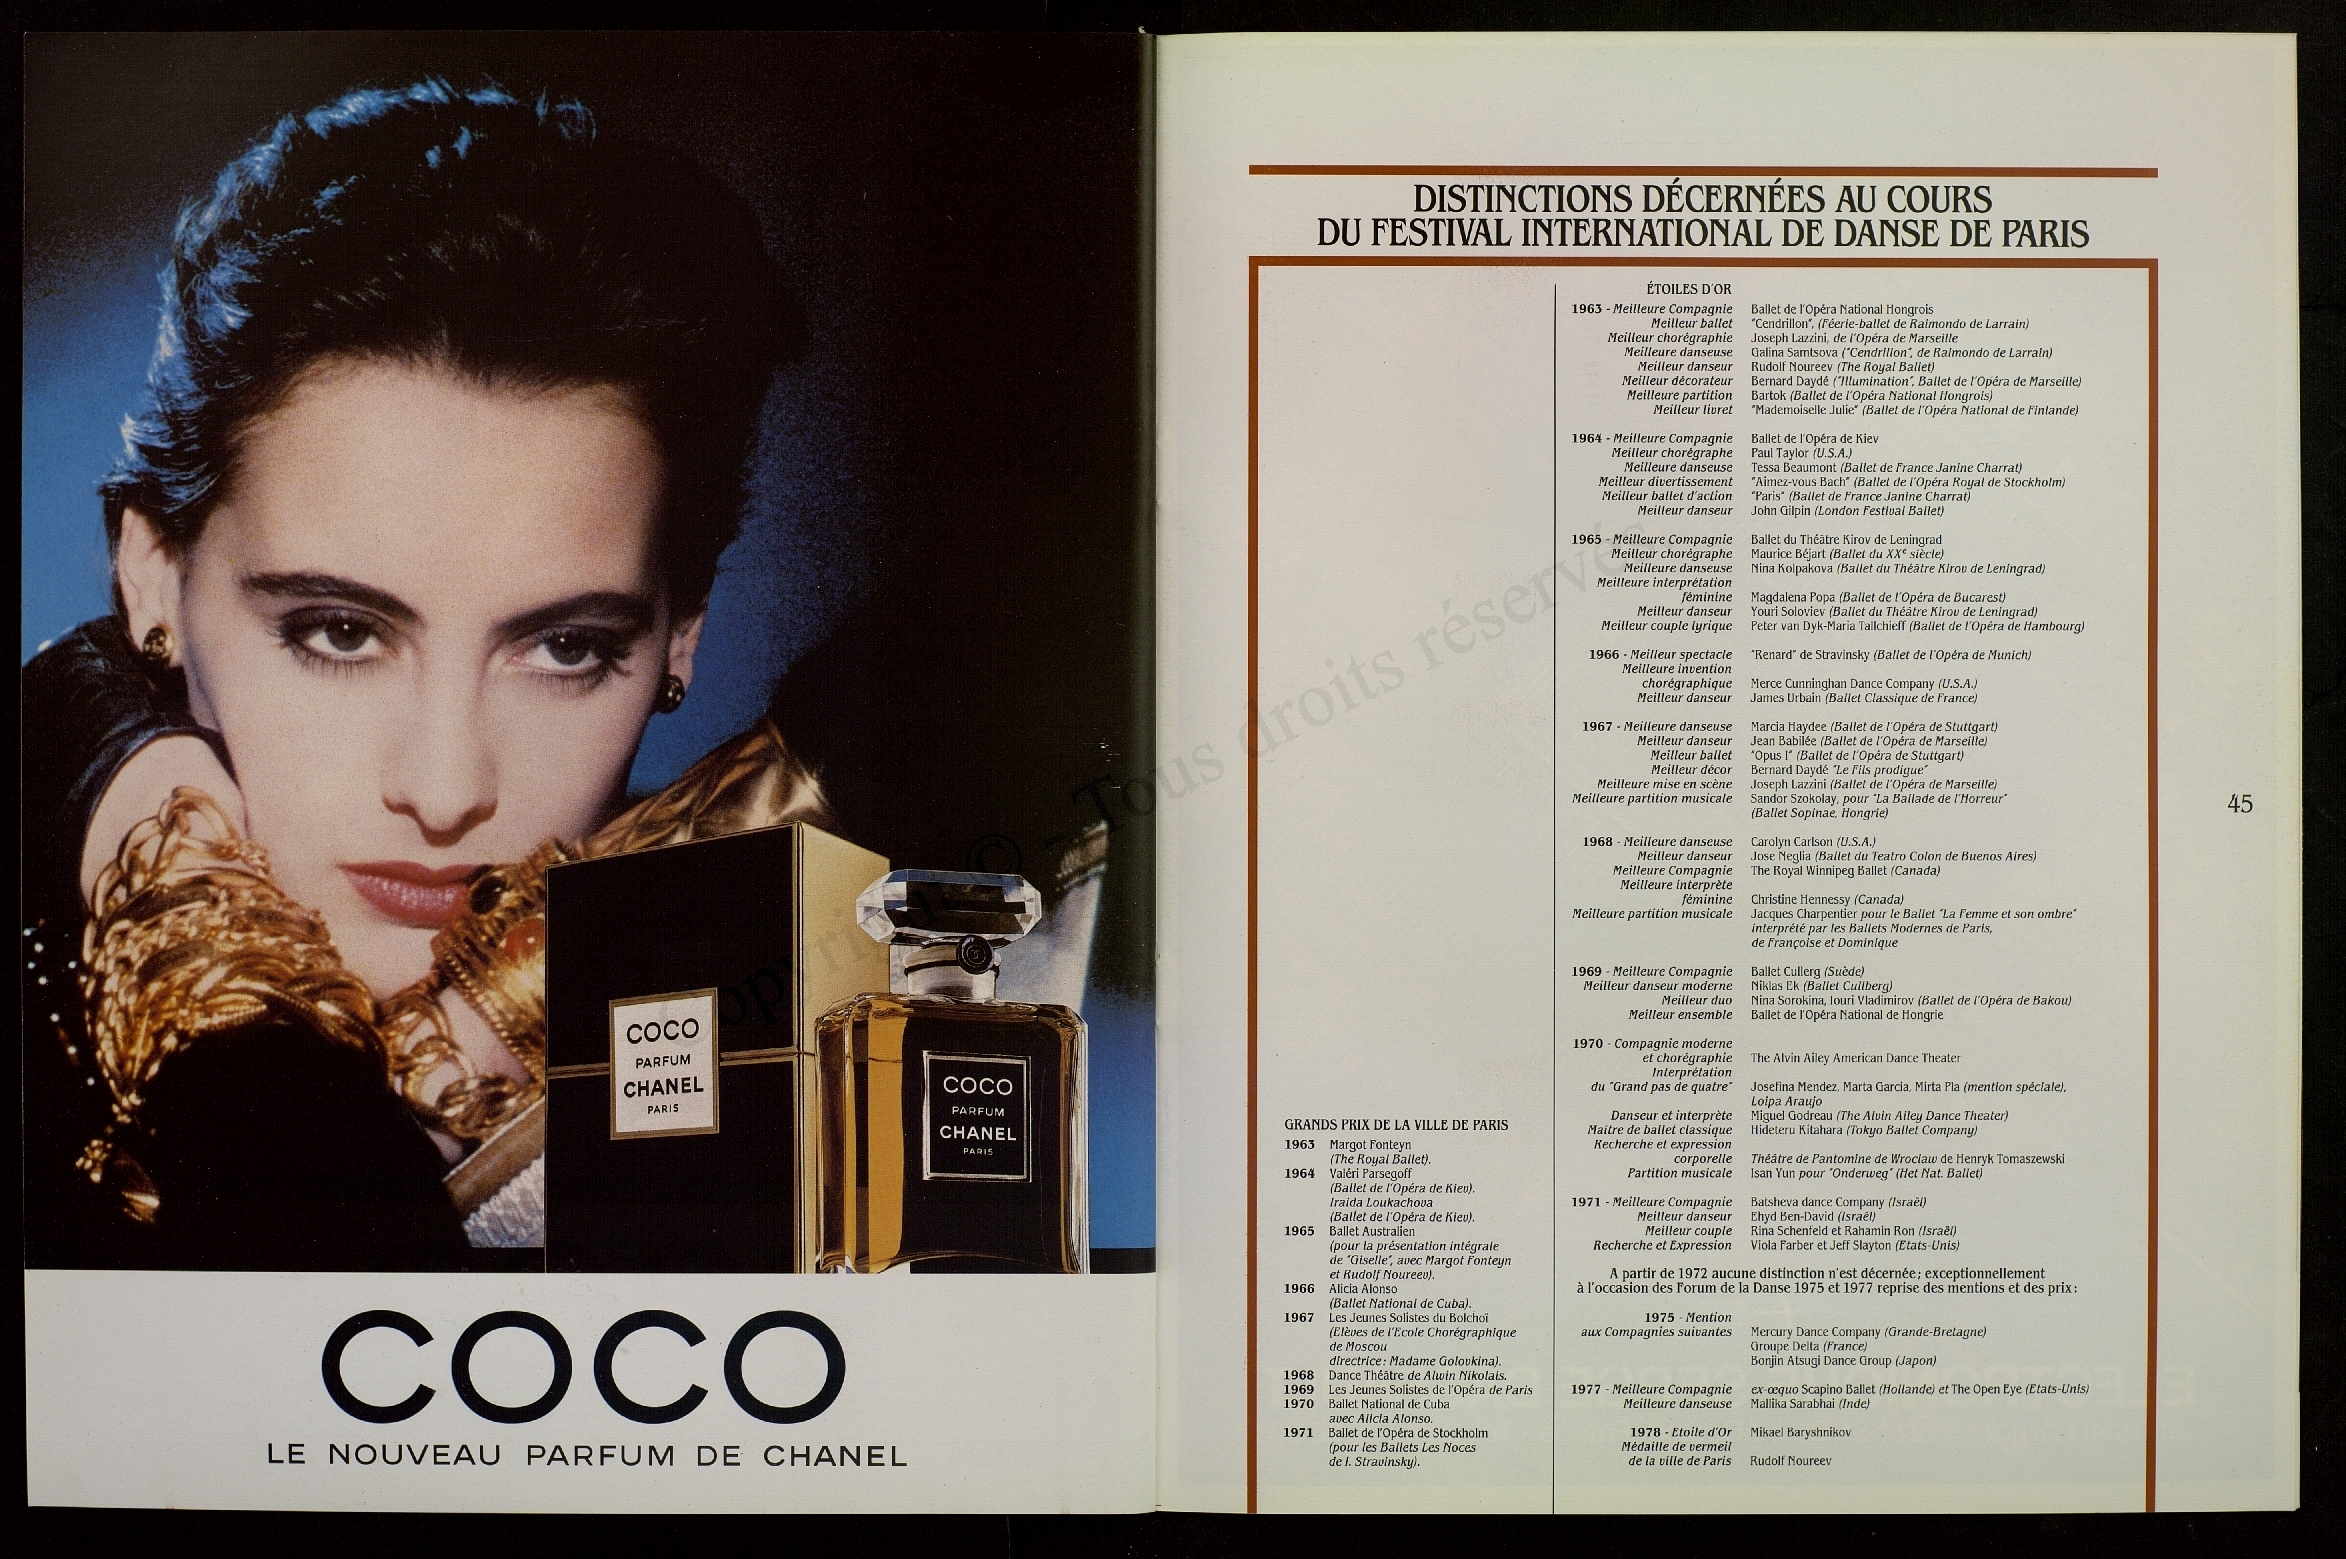 COCO
PARFUM
CHANEL
PARIS
COCO
PARFUM
CHANEL
PARIS
COCO
LE NOUVEAU PARFUM DE CHANEL
Copyright © - Tous droits réservés
DISTINCTIONS DÉCERNÉES AU COURS
DU FESTIVAL INTERNATIONAL DE DANSE DE PARIS
GRANDS PRIX DE LA VILLE DE PARIS
1963 Margot Fonteyn
(The Royal Ballet).
1964 Valéri Parsegoff
(Ballet de l'Opéra de Kiev).
Iraida Loukachova
(Ballet de l'Opéra de Kiev).
1965 Ballet Australien
(pour la présentation intégrale
de "Giselle", avec Margot Fonteyn
et Rudolf Noureev).
1966 Alicia Alonso
(Ballet National de Cuba).
1967 Les Jeunes Solistes du Bolchoï
(Elèves de l'Ecole Chorégraphique
de Moscou
directrice : Madame Golovkina).
1968 Dance Théâtre de Alwin Nikolais.
1969 Les Jeunes Solistes de l'Opéra de Paris
1970 Ballet National de Cuba
avec Alicia Alonso.
1971 Ballet de l'Opéra de Stockholm
(pour les Ballets Les Noces
de I. Stravinsky).
ÉTOILES D'OR
1963 - Meilleure Compagnie Ballet de l'Opéra National Hongrois
Meilleur ballet "Cendrillon", (Féerie-ballet de Raimondo de Larrain)
Meilleur chorégraphie Joseph Lazzini, de l'Opéra de Marseille
Meilleure danseuse Galina Samtsova ("Cendrillon", de Raimondo de Larrain)
Meilleur danseur Rudolf Noureev (The Royal Ballet)
Meilleur décorateur Bernard Daydé ("Illumination", Ballet de l'Opéra de Marseille)
Meilleure partition Bartok (Ballet de l'Opéra National Hongrois)
Meilleur livret "Mademoiselle Julie" (Ballet de l'Opéra National de Finlande)
1964 - Meilleure Compagnie Ballet de l'Opéra de Kiev
Meilleur chorégraphe Paul Taylor (U.S.A.)
Meilleure danseuse Tessa Beaumont (Ballet de France Janine Charrat)
Meilleur divertissement "Aimez-vous Bach" (Ballet de l'Opéra Royal de Stockholm)
Meilleur ballet d'action "Paris" (Ballet de France Janine Charrat)
Meilleur danseur John Gilpin (London Festival Ballet)
1965 - Meilleure Compagnie Ballet du Théâtre Kirov de Leningrad
Meilleur chorégraphe Maurice Béjart (Ballet du XXe siècle)
Meilleure danseuse Nina Kolpakova (Ballet du Théâtre Kirov de Leningrad)
Meilleure interprétation
féminine Magdalena Popa (Ballet de l'Opéra de Bucarest)
Meilleur danseur Youri Soloviev (Ballet du Théâtre Kirov de Leningrad)
Meilleur couple lyrique Peter van Dyk-Maria Tallchieff (Ballet de l'Opéra de Hambourg)
1966 - Meilleur spectacle "Renard" de Stravinsky (Ballet de l'Opéra de Munich)
Meilleure invention
chorégraphique Merce Cunninghan Dance Company (U.S.A.)
Meilleur danseur James Urbain (Ballet Classique de France)
1967 - Meilleure danseuse Marcia Haydee (Ballet de l'Opéra de Stuttgart)
Meilleur danseur Jean Babilée (Ballet de l'Opéra de Marseille)
Meilleur ballet "Opus I" (Ballet de l'Opéra de Stuttgart)
Meilleur décor Bernard Daydé "Le Fils prodigue"
Meilleure mise en scène Joseph Lazzini (Ballet de l'Opéra de Marseille)
Meilleure partition musicale Sandor Szokolay, pour "La Ballade de l'Horreur"
(Ballet Sopinae, Hongrie)
1968 - Meilleure danseuse Carolyn Carlson (U.S.A.)
Meilleur danseur Jose Neglia (Ballet du Teatro Colon de Buenos Aires)
Meilleure Compagnie The Royal Winnipeg Ballet (Canada)
Meilleure interprète
féminine Christine Hennessy (Canada)
Meilleure partition musicale Jacques Charpentier pour le Ballet "La Femme et son ombre"
interprété par les Ballets Modernes de Paris,
de Françoise et Dominique
1969 - Meilleure Compagnie Ballet Cullerg (Suède)
Meilleur danseur moderne Niklas Ek (Ballet Cullberg)
Meilleur duo Nina Sorokina, Iouri Vladimirov (Ballet de l'Opéra de Bakou)
Meilleur ensemble Ballet de l'Opéra National de Hongrie
1970 - Compagnie moderne
et chorégraphie The Alvin Ailey American Dance Theater
Interprétation
du "Grand pas de quatre" Josefina Mendez, Marta Garcia, Mirta Pla (mention spéciale),
Loipa Araujo
Danseur et interprète Miguel Godreau (The Alvin Ailey Dance Theater)
Maître de ballet classique Hideteru Kitahara (Tokyo Ballet Company)
Recherche et expression
corporelle Théâtre de Pantomine de Wroclaw de Henryk Tomaszewski
Partition musicale Isan Yun pour "Onderweg" (Het Nat. Ballet)
1971 - Meilleure Compagnie Batsheva dance Company (Israël)
Meilleur danseur Ehyd Ben-David (Israël)
Meilleur couple Rina Schenfeld et Rahamin Ron (Israël)
Recherche et Expression Viola Farber et Jeff Slayton (Etats-Unis)
A partir de 1972 aucune distinction n'est décernée ; exceptionnellement
à l'occasion des Forum de la Danse 1975 et 1977 reprise des mentions et des prix :
1975 - Mention
aux Compagnies suivantes Mercury Dance Company (Grande-Bretagne)
Groupe Delta (France)
Bonjin Atsugi Dance Group (Japon)
1977 - Meilleure Compagnie ex-œquo Scapino Ballet (Hollande) et The Open Eye (Etats-Unis)
Meilleure danseuse Mallika Sarabhai (Inde)
1978 - Etoile d'Or Mikael Baryshnikov
Médaille de vermeil
de la ville de Paris Rudolf Noureev
45